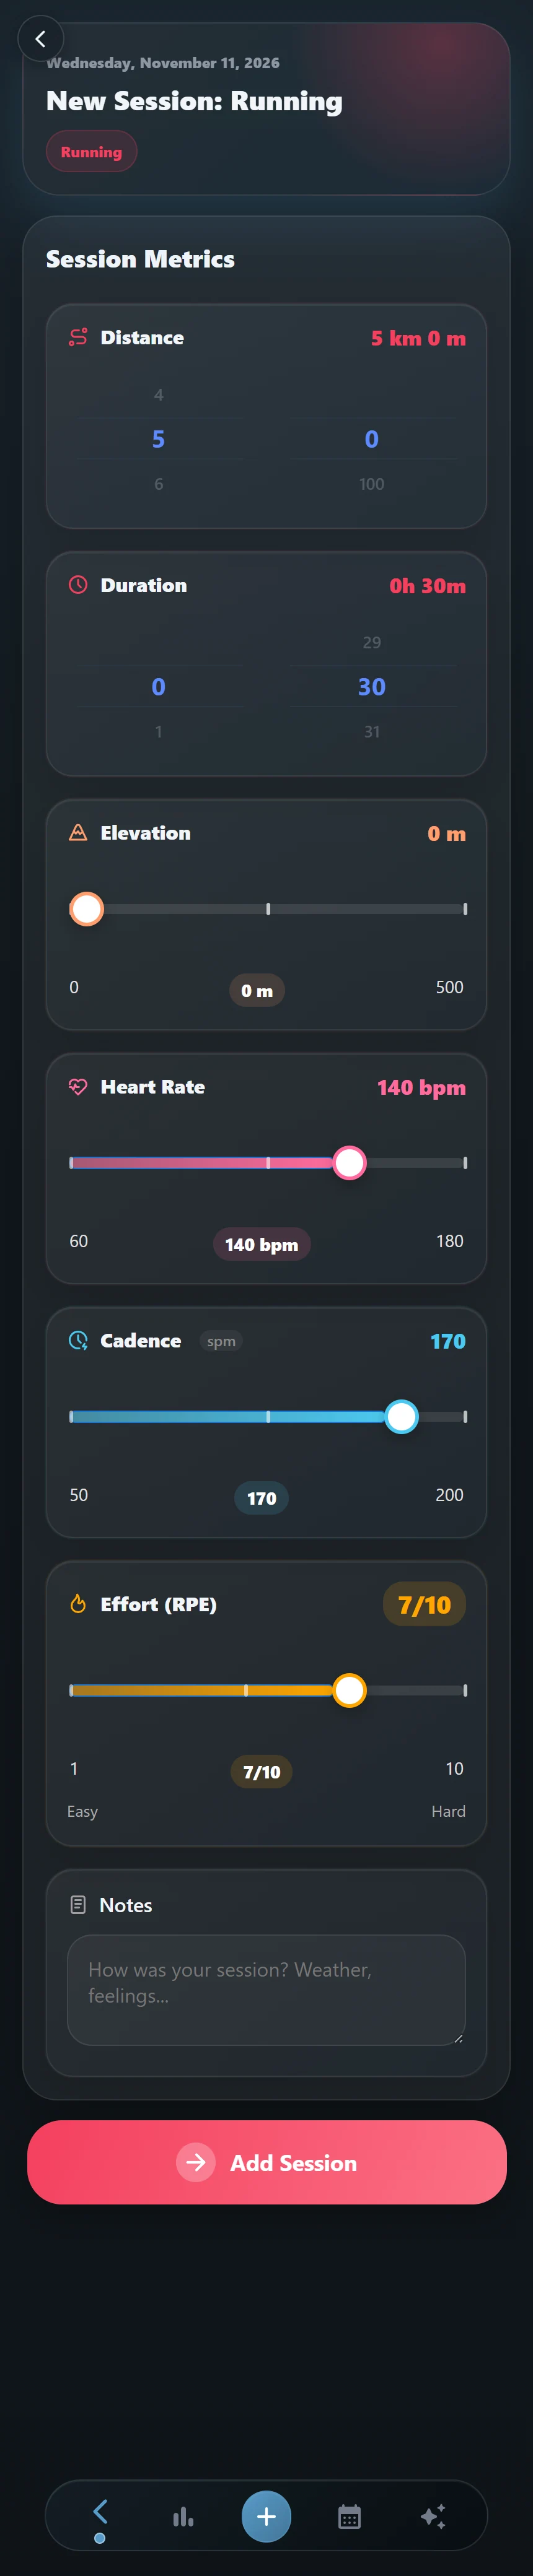 Wednesday, November 11, 2026
New Session: Running
Running
Session Metrics
Distance
5 km 0 m
4
5
0
6
100
Duration
0h 30m
29
0
30
1
31
Elevation
0 m
0
0 m
500
Heart Rate
140 bpm
60
140 bpm
180
Cadence
spm
170
50
170
200
Effort (RPE)
7/10
1
7/10
10
Easy
Hard
Notes
How was your session? Weather,
feelings...
Add Session